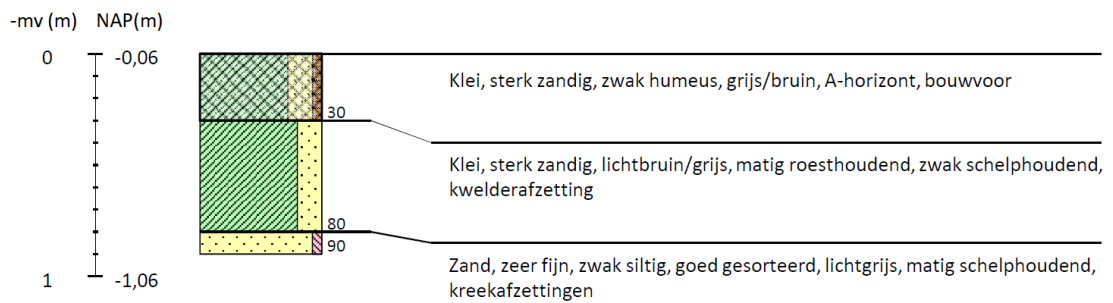 -mv (m) NAP(m)
0 -0,06
Klei, sterk zandig, zwak humeus, grijs/bruin, A-horizont, bouwvoor
30
Klei, sterk zandig, lichtbruin/grijs, matig roesthoudend, zwak schelphoudend,
kwelderafzetting
80
90
Zand, zeer fijn, zwak siltig, goed gesorteerd, lichtgrijs, matig schelphoudend,
kreekafzettingen
1 -1,06